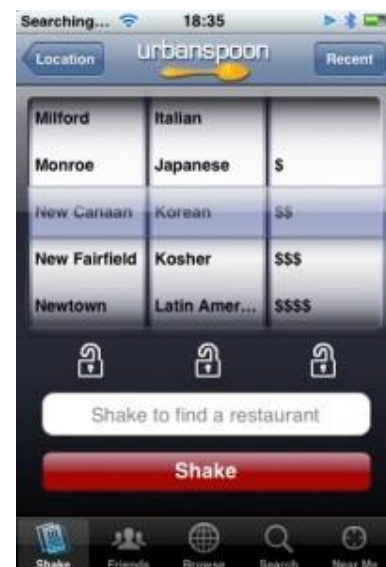 Searching... 18:35
Location urbanspoon Recent
Milford Italian
Monroe Japanese $
New Canaan Korean $$
New Fairfield Kosher $$$
Newtown Latin Amer... $$$$
Shake to find a restaurant
Shake
Shake Friends Browse Search Near Me